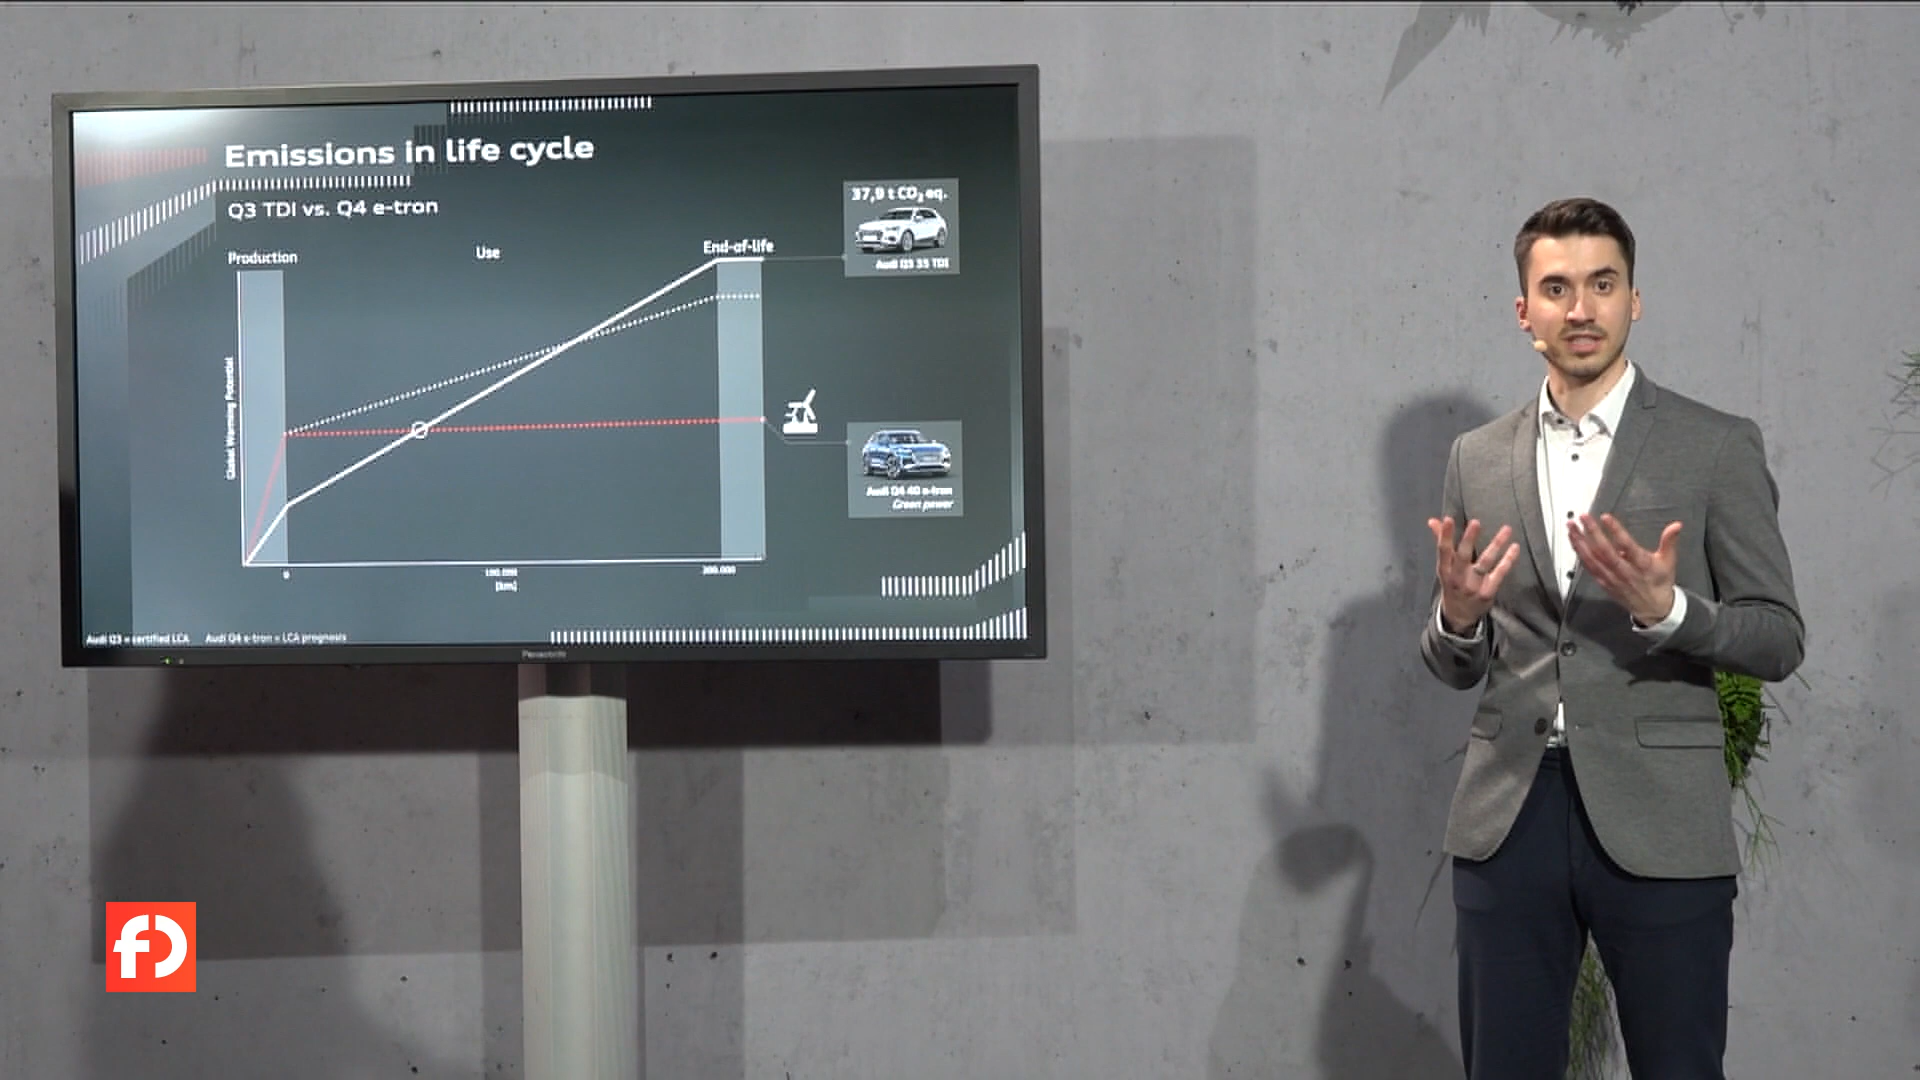 Emissions in life cycle
Q3 TDI vs. Q4 e-tron
37,9 t CO₂ eq.
Audi Q3 35 TDI
Production
Use
End-of-life
Global Warming Potential
Audi Q4 40 e-tron
Green power
0
100.000
200.000
[km]
Audi Q3 = certified LCA
Audi Q4 e-tron = LCA prognosis
Panasonic